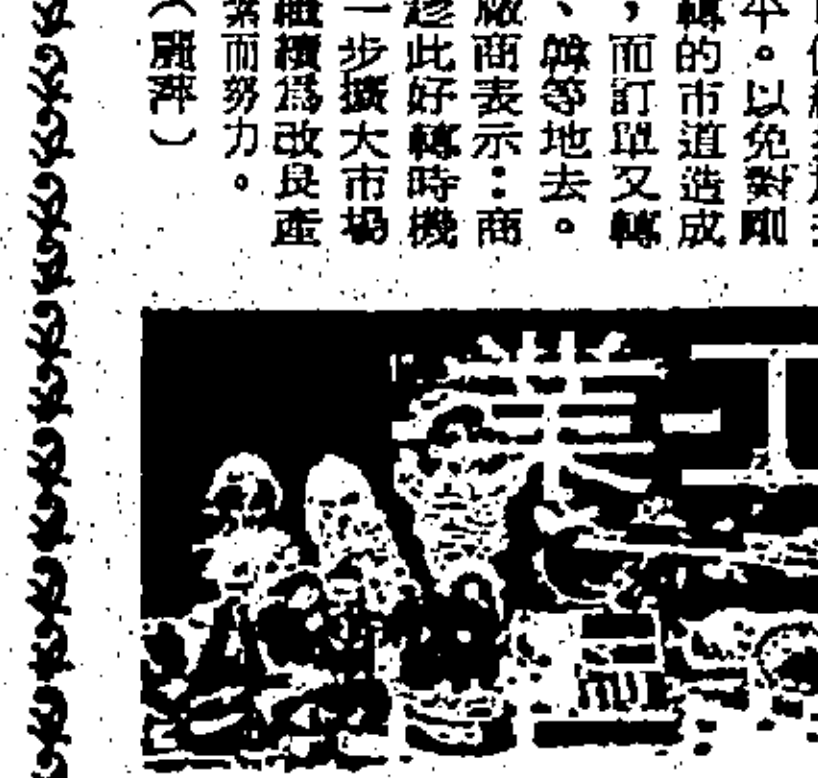 平。以免對剛
轉的市道造成
，而訂單又轉
、韓等地去。
廠商表示：商
趁此好轉時機
一步擴大市場
繼續為改良產
業而努力。
工業